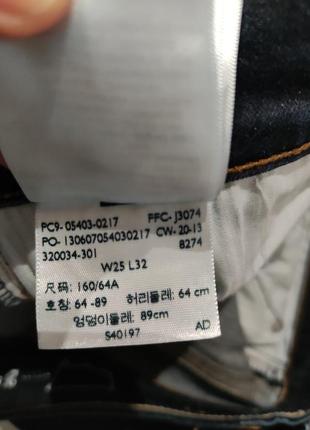 PC9- 05403-0217 FFC- J3074
PO- 130607054030217 CW- 20-13
320034-301 8274
W25 L32
尺码: 160/64A
호칭: 64 -89 허리둘레: 64 cm
엉덩이둘레: 89cm
S40197 AD